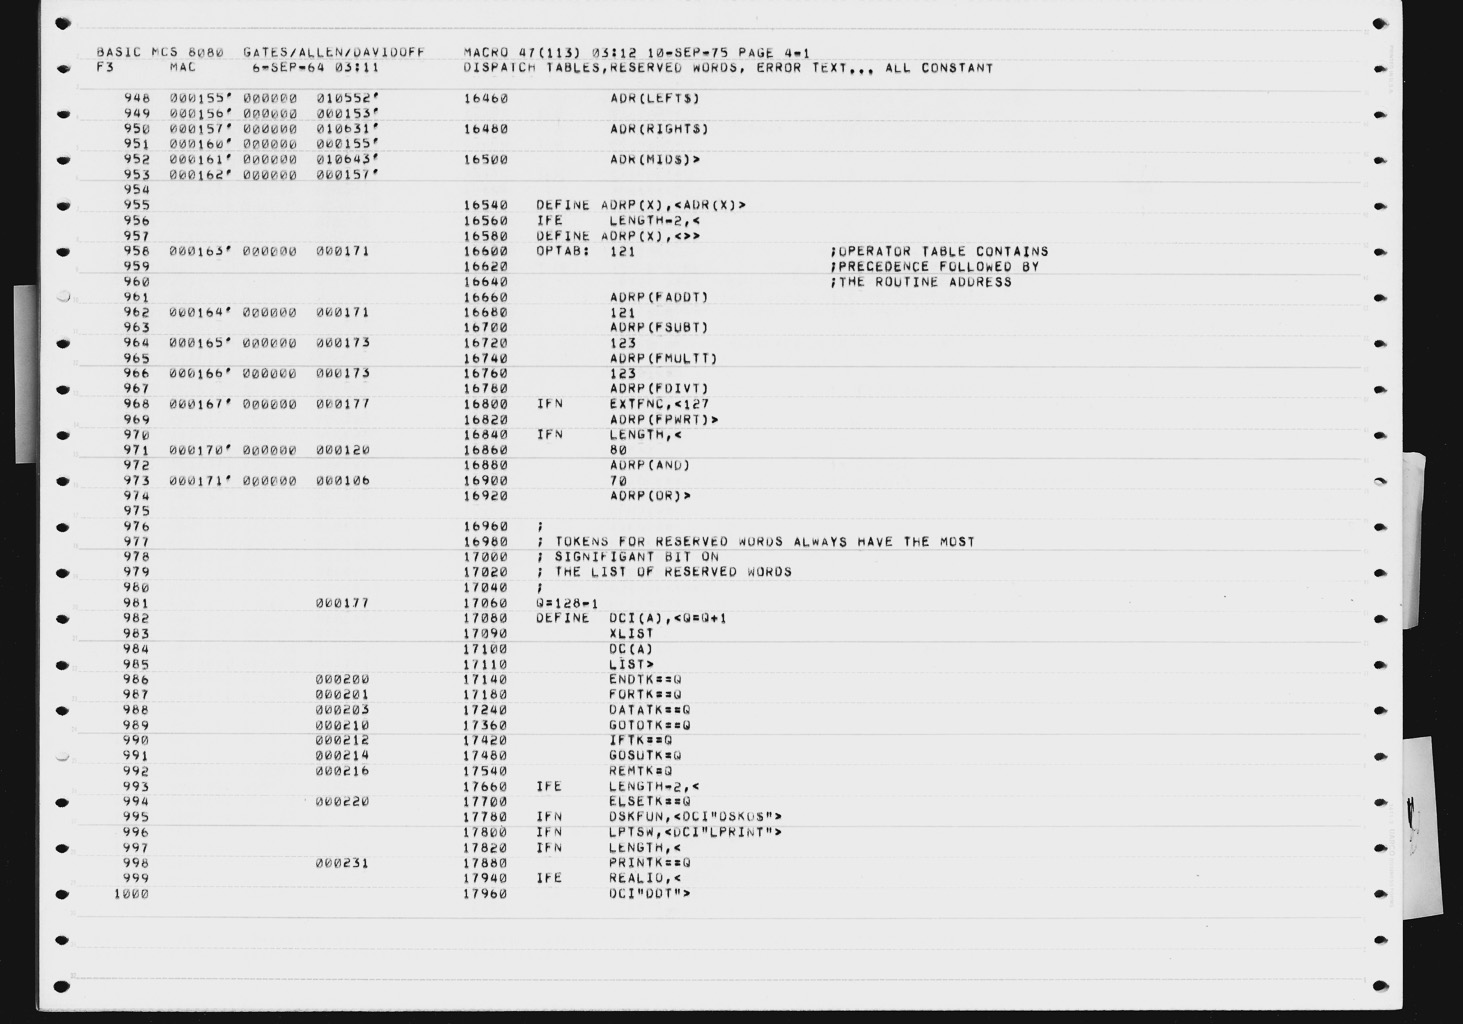 BASIC MCS 8080 GATES/ALLEN/DAVIDOFF MACRO 47(113) 03:12 10-SEP-75 PAGE 4-1
F3 MAC 6-SEP-64 03:11 DISPATCH TABLES,RESERVED WORDS, ERROR TEXT... ALL CONSTANT
948 000155' 000000 010552' 16460 ADR(LEFT$)
949 000156' 000000 000153'
950 000157' 000000 010631' 16480 ADR(RIGHT$)
951 000160' 000000 000155'
952 000161' 000000 010643' 16500 ADR(MID$)>
953 000162' 000000 000157'
954
955 16540 DEFINE ADRP(X),<ADR(X)>
956 16560 IFE LENGTH-2,<
957 16580 DEFINE ADRP(X),<>>
958 000163' 000000 000171 16600 OPTAB: 121 ;OPERATOR TABLE CONTAINS
959 16620 ;PRECEDENCE FOLLOWED BY
960 16640 ;THE ROUTINE ADDRESS
961 16660 ADRP(FADDT)
962 000164' 000000 000171 16680 121
963 16700 ADRP(FSUBT)
964 000165' 000000 000173 16720 123
965 16740 ADRP(FMULTT)
966 000166' 000000 000173 16760 123
967 16780 ADRP(FDIVT)
968 000167' 000000 000177 16800 IFN EXTFNC,<127
969 16820 ADRP(FPWRT)>
970 16840 IFN LENGTH,<
971 000170' 000000 000120 16860 80
972 16880 ADRP(AND)
973 000171' 000000 000106 16900 70
974 16920 ADRP(OR)>
975
976 16960 ;
977 16980 ; TOKENS FOR RESERVED WORDS ALWAYS HAVE THE MOST
978 17000 ; SIGNIFIGANT BIT ON
979 17020 ; THE LIST OF RESERVED WORDS
980 17040 ;
981 000177 17060 Q=128-1
982 17080 DEFINE DCI(A),<Q=Q+1
983 17090 XLIST
984 17100 DC(A)
985 17110 LIST>
986 000200 17140 ENDTK==Q
987 000201 17180 FORTK==Q
988 000203 17240 DATATK==Q
989 000210 17360 GOTOTK==Q
990 000212 17420 IFTK==Q
991 000214 17480 GOSUTK=Q
992 000216 17540 REMTK=Q
993 17660 IFE LENGTH-2,<
994 000220 17700 ELSETK==Q
995 17780 IFN DSKFUN,<DCI"DSKO$">
996 17800 IFN LPTSW,<DCI"LPRINT">
997 17820 IFN LENGTH,<
998 000231 17880 PRINTK==Q
999 17940 IFE REALIO,<
1000 17960 DCI"DDT">